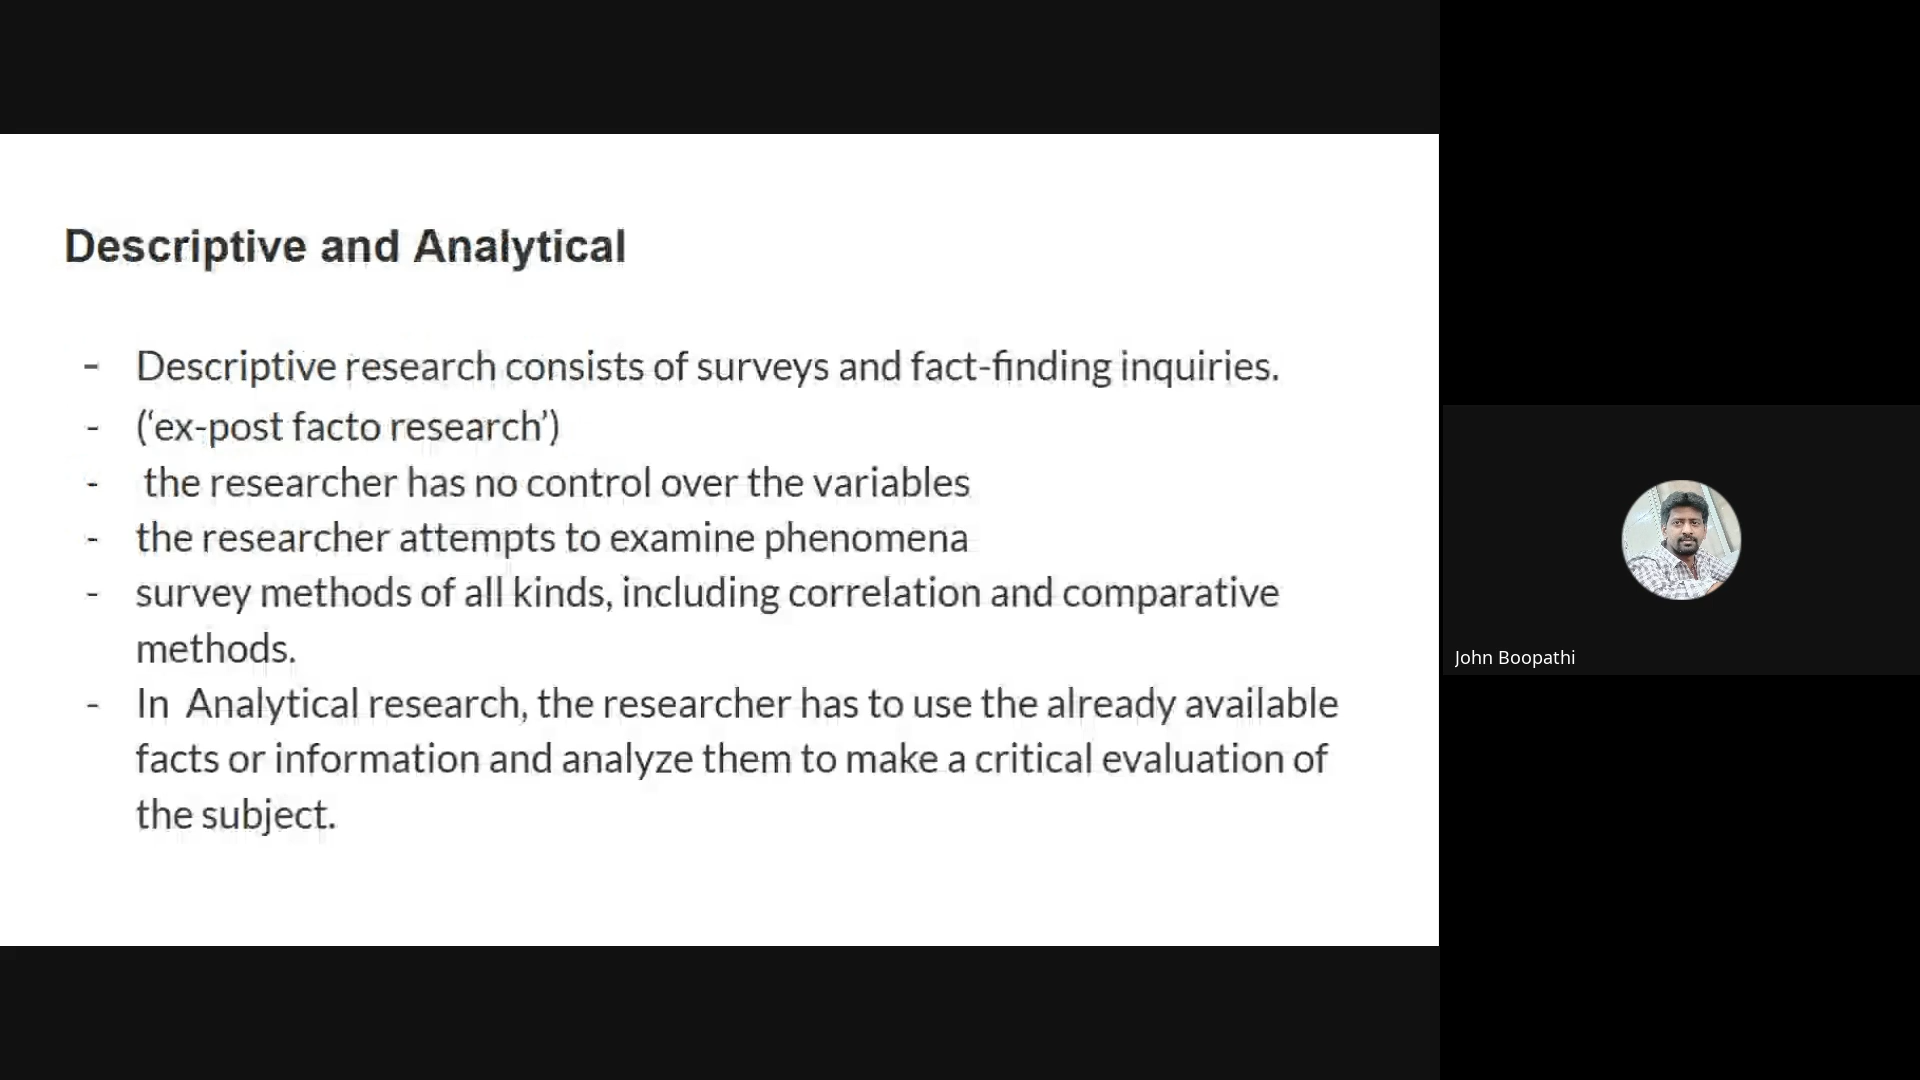 Descriptive and Analytical
- Descriptive research consists of surveys and fact-finding inquiries.
- (‘ex-post facto research’)
- the researcher has no control over the variables
- the researcher attempts to examine phenomena
- survey methods of all kinds, including correlation and comparative
methods.
- In Analytical research, the researcher has to use the already available
facts or information and analyze them to make a critical evaluation of
the subject.
John Boopathi